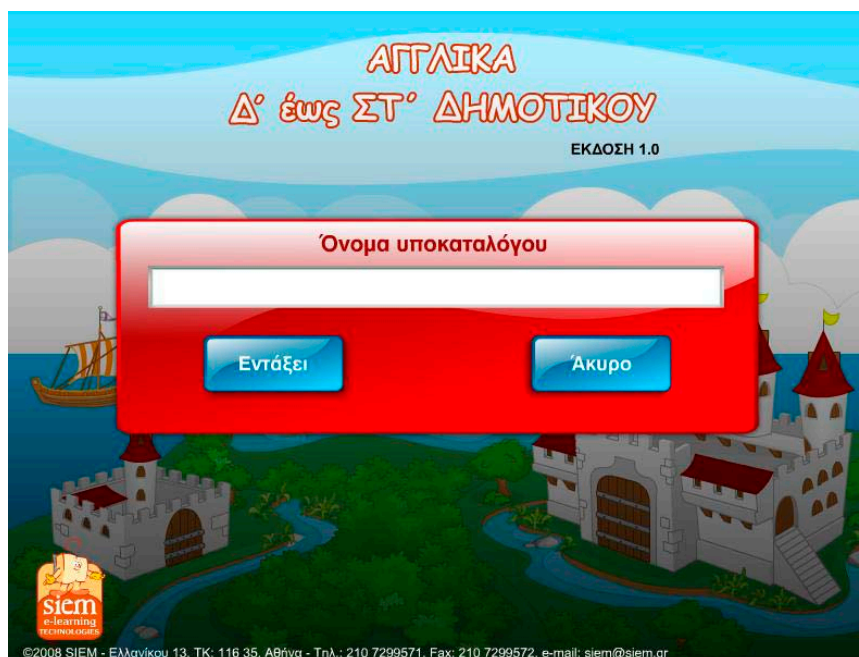 ΑΓΓΛΙΚΑ
Δ΄ έως ΣΤ΄ ΔΗΜΟΤΙΚΟΥ
ΕΚΔΟΣΗ 1.0
Όνομα υποκαταλόγου
Εντάξει
Άκυρο
siem
e-learning
TECHNOLOGIES
©2008 SIEM - Ελλανίκου 13, ΤΚ: 116 35, Αθήνα - Τηλ.: 210 7299571, Fax: 210 7299572, e-mail: siem@siem.gr